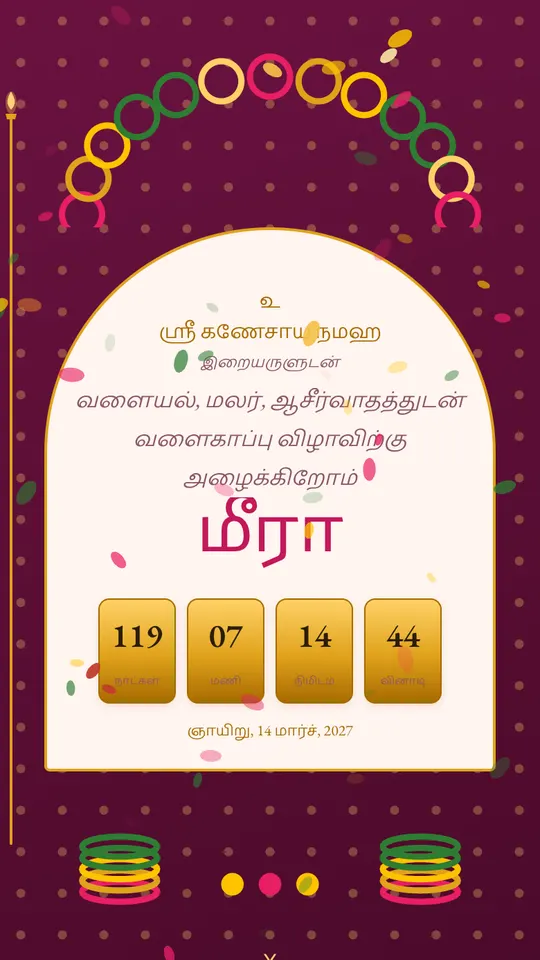 உ
ஸ்ரீ கணேசாய நமஹ
இறையருளுடன்
வளையல், மலர், ஆசீர்வாதத்துடன்
வளைகாப்பு விழாவிற்கு
அழைக்கிறோம்
மீரா
119 07 14 44
நாட்கள் மணி நிமிடம் வினாடி
ஞாயிறு, 14 மார்ச், 2027